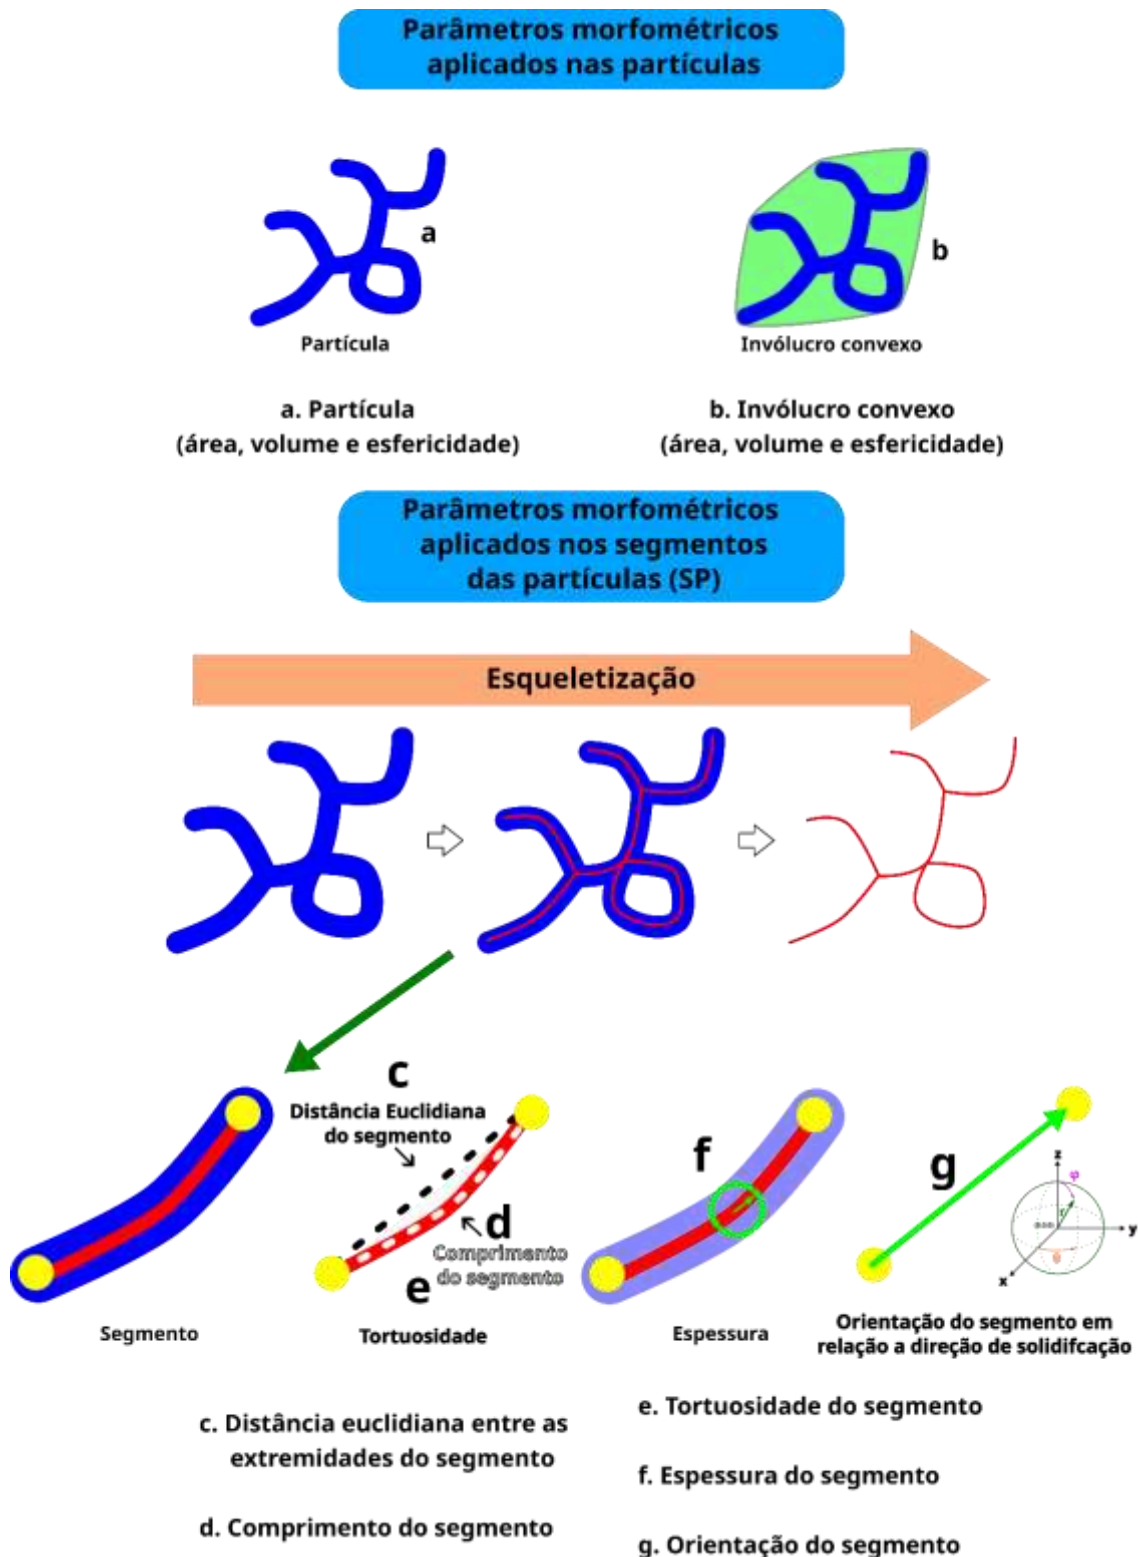 Parâmetros morfométricos
aplicados nas partículas
a
b
Partícula
Invólucro convexo
a. Partícula
(área, volume e esfericidade)
b. Invólucro convexo
(área, volume e esfericidade)
Parâmetros morfométricos
aplicados nos segmentos
das partículas (SP)
Esqueletização
c
Distância Euclidiana
do segmento
d
Comprimento
do segmento
e
f
g
z
φ
r
y
θ
x
Segmento
Tortuosidade
Espessura
Orientação do segmento em
relação a direção de solidifcação
c. Distância euclidiana entre as
extremidades do segmento
d. Comprimento do segmento
e. Tortuosidade do segmento
f. Espessura do segmento
g. Orientação do segmento